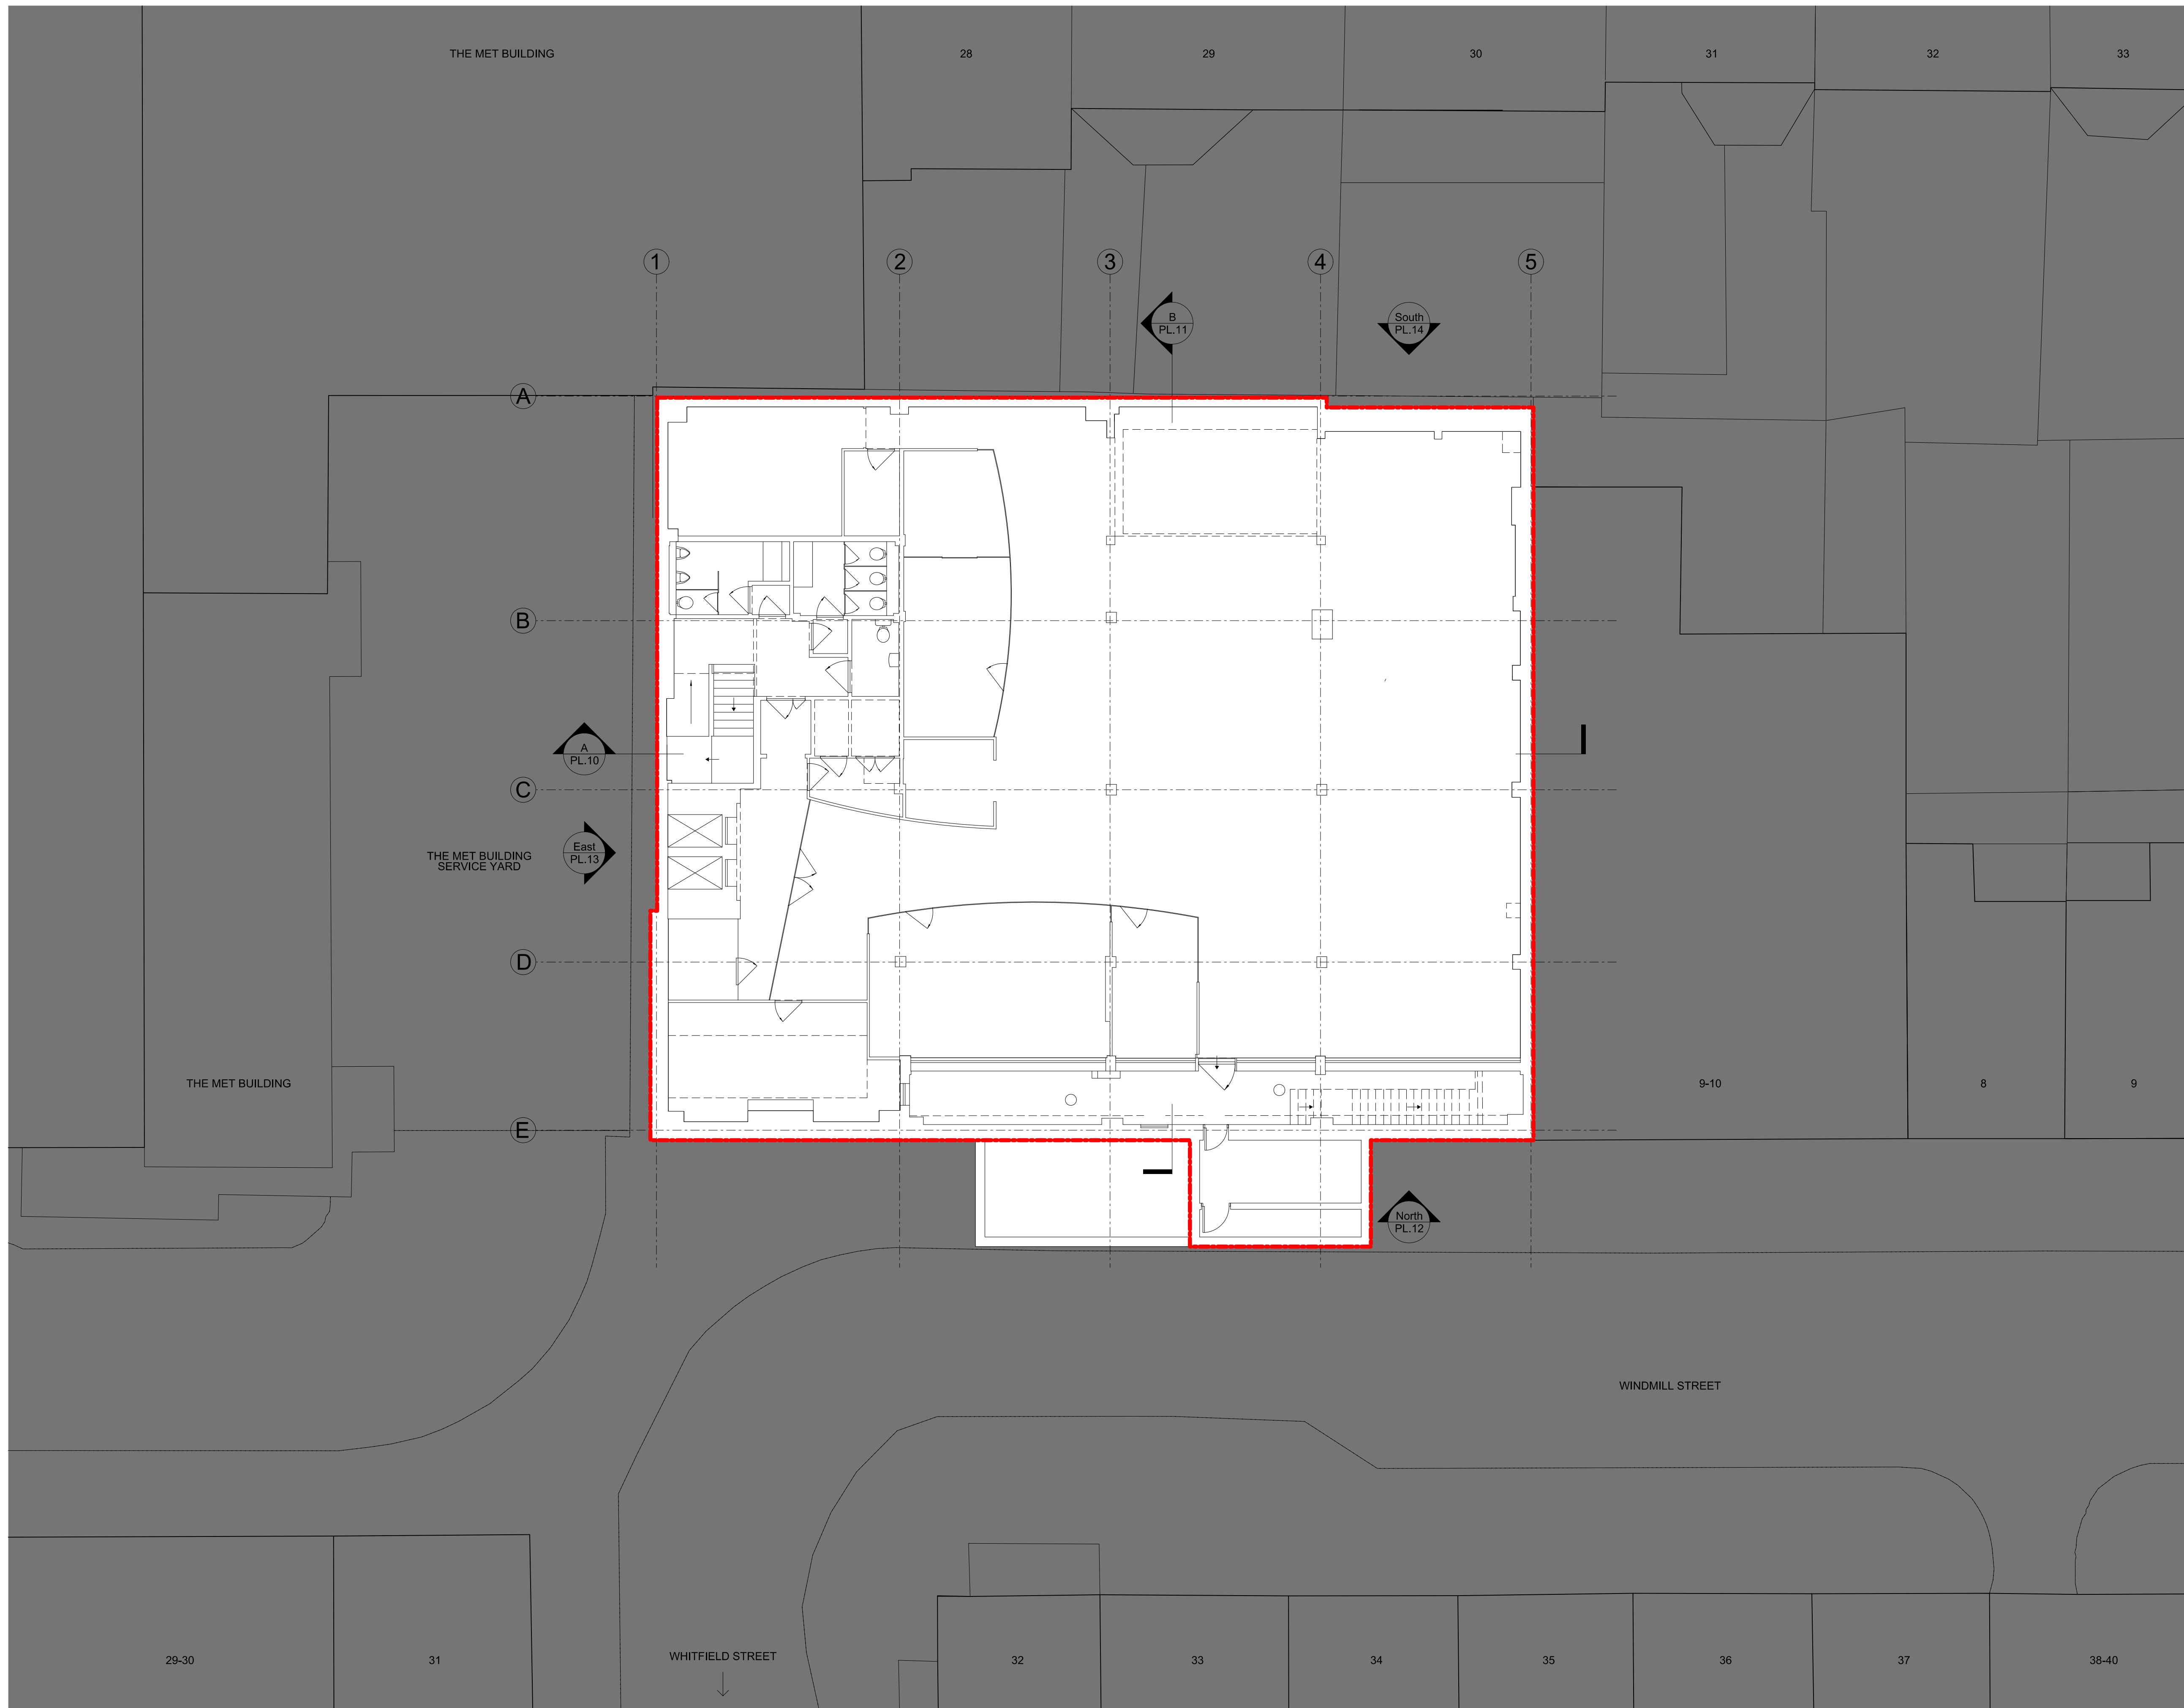 THE MET BUILDING
28
29
30
31
32
33
1
2
3
4
5
B
PL.11
South
PL.14
A
B
A
PL.10
C
East
PL.13
THE MET BUILDING
SERVICE YARD
D
THE MET BUILDING
9-10
8
9
E
North
PL.12
WINDMILL STREET
29-30
31
WHITFIELD STREET
32
33
34
35
36
37
38-40